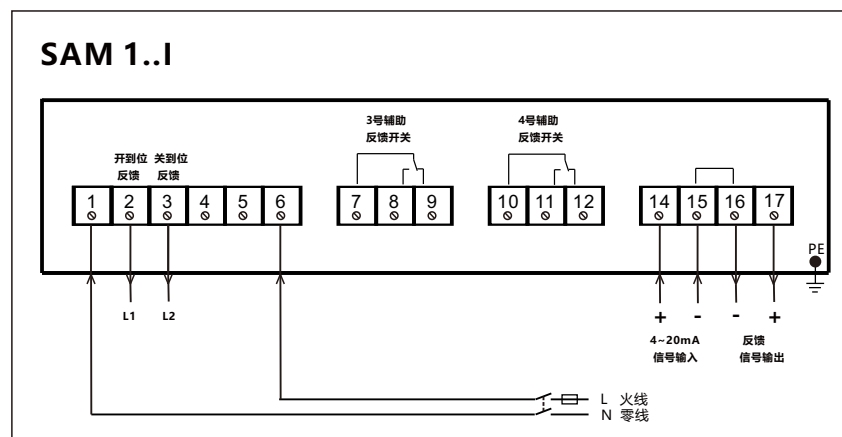 SAM 1..I
3号辅助
反馈开关
4号辅助
反馈开关
开到位 关到位
反馈 反馈
1 2 3 4 5 6 7 8 9 10 11 12 14 15 16 17
PE
L1 L2
+ - - +
4~20mA 反馈
信号输入 信号输出
L 火线
N 零线